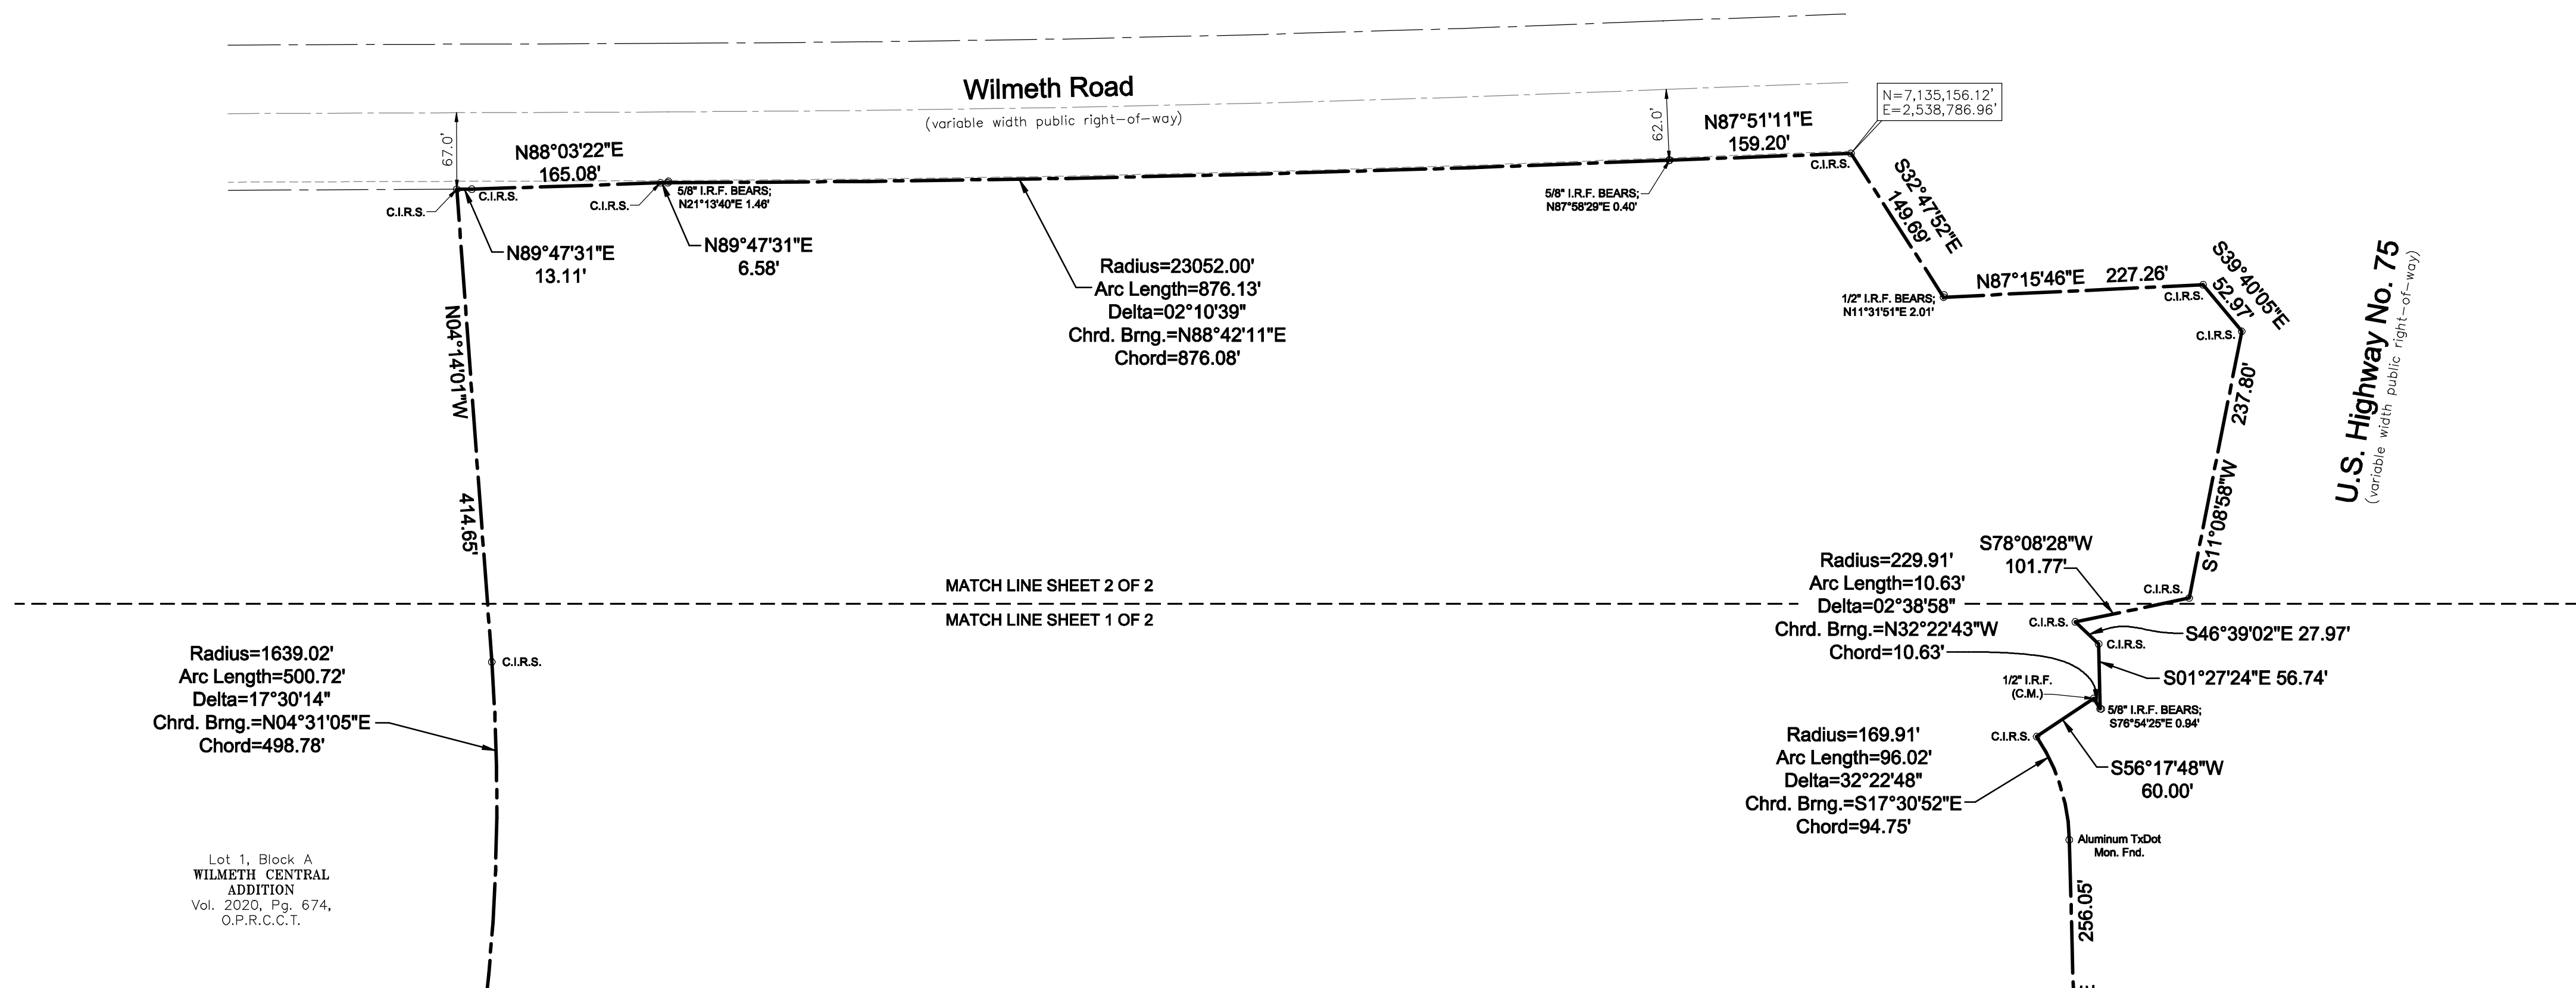 Wilmeth Road
(variable width public right-of-way)
67.0'
62.0'
N=7,135,156.12'
E=2,538,786.96'
N88°03'22"E
165.08'
N87°51'11"E
159.20'
C.I.R.S.
C.I.R.S.
C.I.R.S.
5/8" I.R.F. BEARS;
N21°13'40"E 1.46'
5/8" I.R.F. BEARS;
N87°58'29"E 0.40'
C.I.R.S.
N89°47'31"E
13.11'
N89°47'31"E
6.58'
Radius=23052.00'
Arc Length=876.13'
Delta=02°10'39"
Chrd. Brng.=N88°42'11"E
Chord=876.08'
S32°47'52"E
149.69'
1/2" I.R.F. BEARS;
N11°31'51"E 2.01'
N87°15'46"E 227.26'
C.I.R.S.
S39°40'05"E
52.97'
C.I.R.S.
U.S. Highway No. 75
(variable width public right-of-way)
S11°08'58"W 237.80'
N04°14'01"W 414.65'
MATCH LINE SHEET 2 OF 2
MATCH LINE SHEET 1 OF 2
S78°08'28"W
101.77'
C.I.R.S.
Radius=229.91'
Arc Length=10.63'
Delta=02°38'58"
Chrd. Brng.=N32°22'43"W
Chord=10.63'
C.I.R.S.
S46°39'02"E 27.97'
C.I.R.S.
S01°27'24"E 56.74'
1/2" I.R.F.
(C.M.)
5/8" I.R.F. BEARS;
S76°54'25"E 0.94'
C.I.R.S.
S56°17'48"W
60.00'
Radius=169.91'
Arc Length=96.02'
Delta=32°22'48"
Chrd. Brng.=S17°30'52"E
Chord=94.75'
Aluminum TxDot
Mon. Fnd.
256.05'
C.I.R.S.
Radius=1639.02'
Arc Length=500.72'
Delta=17°30'14"
Chrd. Brng.=N04°31'05"E
Chord=498.78'
Lot 1, Block A
WILMETH CENTRAL
ADDITION
Vol. 2020, Pg. 674,
O.P.R.C.C.T.